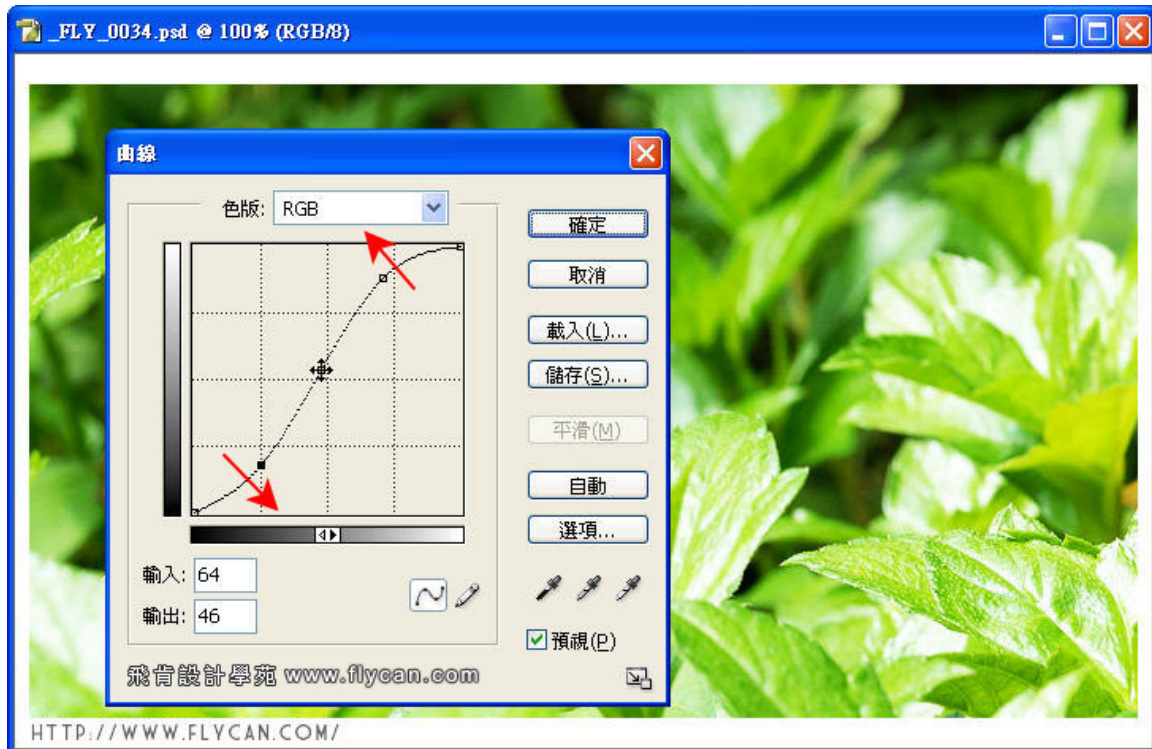 _FLY_0034.psd @ 100% (RGB/8)
曲線
色版: RGB
確定
取消
載入(L)...
儲存(S)...
平滑(M)
自動
選項...
輸入: 64
輸出: 46
預視(P)
飛肯設計學苑 www.flycan.com
HTTP://WWW.FLYCAN.COM/